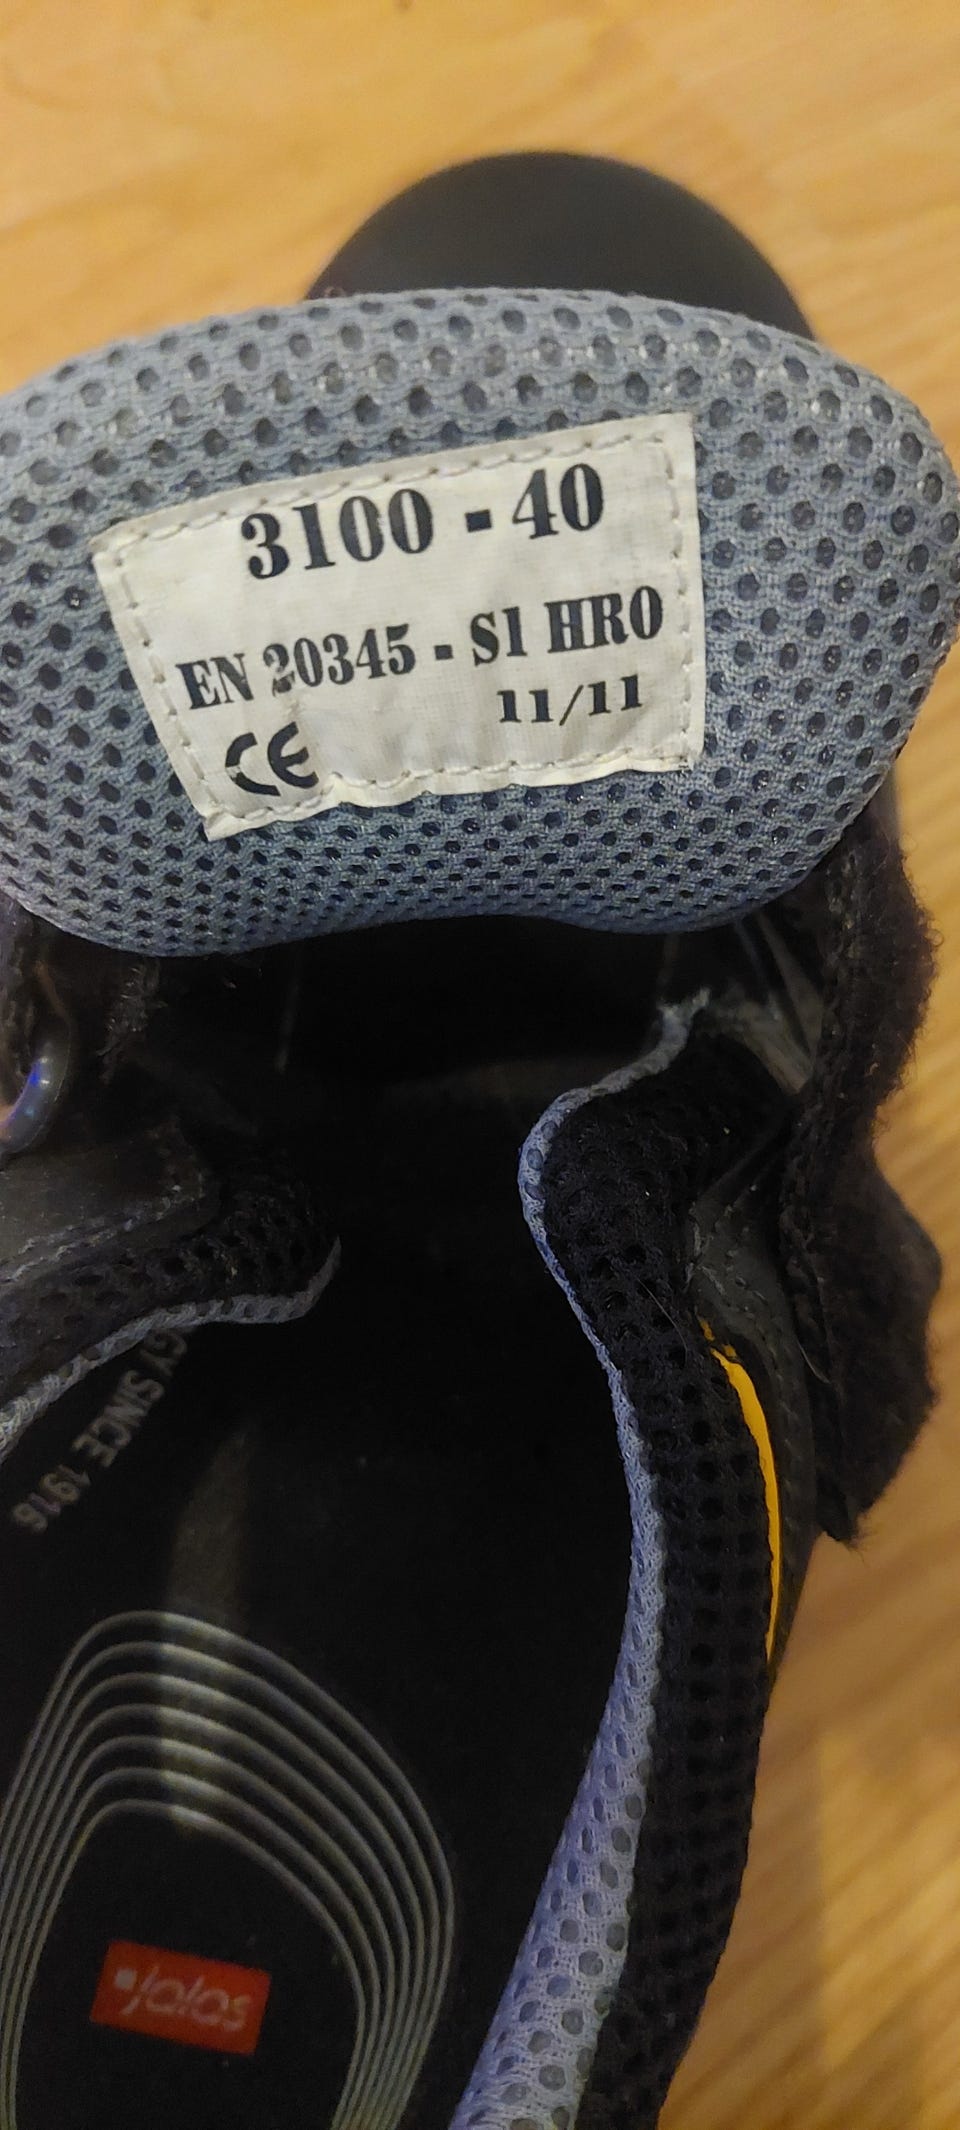 3100 - 40
EN 20345 - S1 HRO
11/11
CE
GY SINCE 1916
jalas